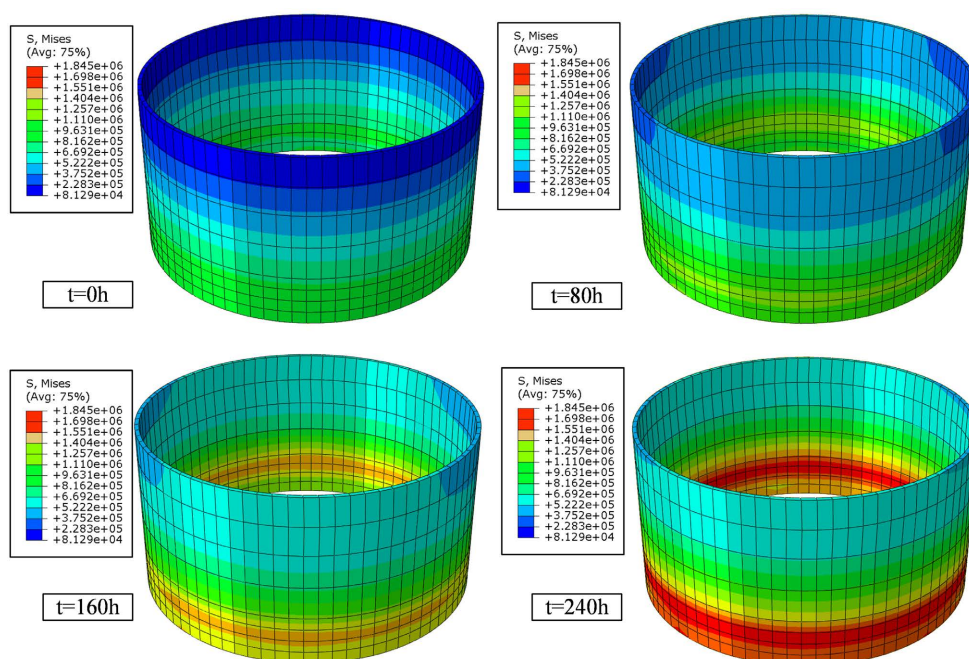 S, Mises
(Avg: 75%)
+1.845e+06
+1.698e+06
+1.551e+06
+1.404e+06
+1.257e+06
+1.110e+06
+9.631e+05
+8.162e+05
+6.692e+05
+5.222e+05
+3.752e+05
+2.283e+05
+8.129e+04
t=0h
S, Mises
(Avg: 75%)
+1.845e+06
+1.698e+06
+1.551e+06
+1.404e+06
+1.257e+06
+1.110e+06
+9.631e+05
+8.162e+05
+6.692e+05
+5.222e+05
+3.752e+05
+2.283e+05
+8.129e+04
t=80h
S, Mises
(Avg: 75%)
+1.845e+06
+1.698e+06
+1.551e+06
+1.404e+06
+1.257e+06
+1.110e+06
+9.631e+05
+8.162e+05
+6.692e+05
+5.222e+05
+3.752e+05
+2.283e+05
+8.129e+04
t=160h
S, Mises
(Avg: 75%)
+1.845e+06
+1.698e+06
+1.551e+06
+1.404e+06
+1.257e+06
+1.110e+06
+9.631e+05
+8.162e+05
+6.692e+05
+5.222e+05
+3.752e+05
+2.283e+05
+8.129e+04
t=240h